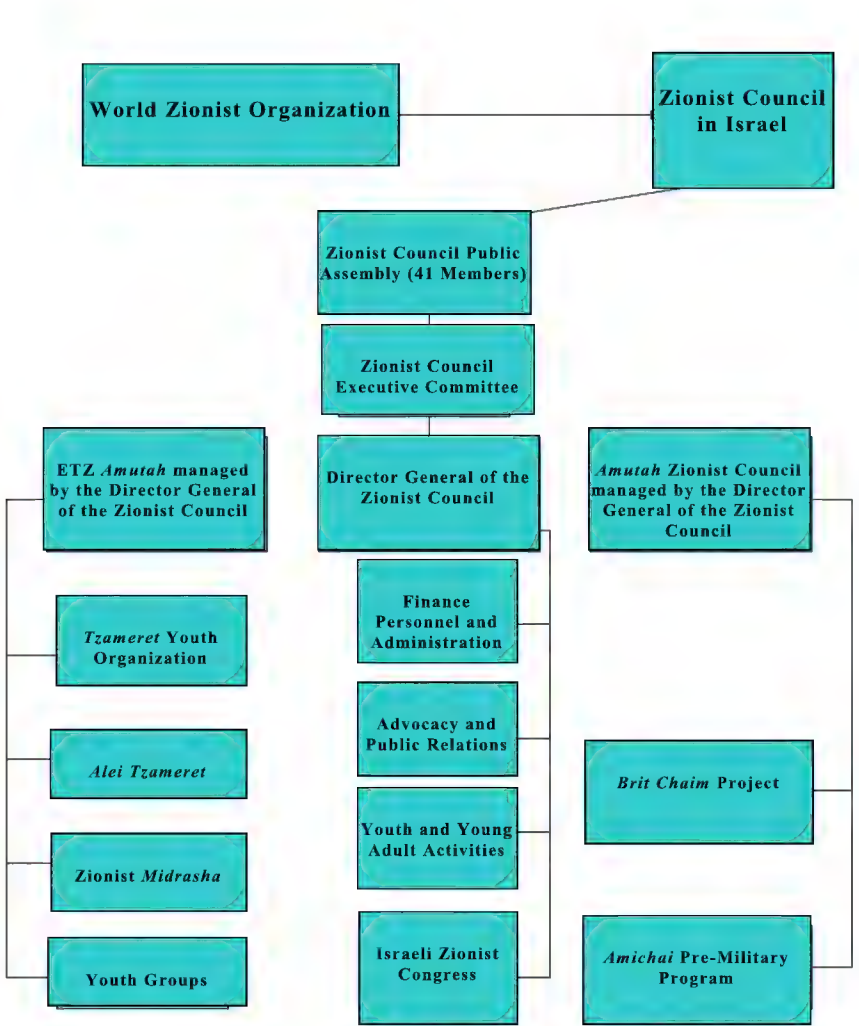 World Zionist Organization
Zionist Council
in Israel
Zionist Council Public
Assembly (41 Members)
Zionist Council
Executive Committee
ETZ Amutah managed
by the Director General
of the Zionist Council
Director General of the
Zionist Council
Amutah Zionist Council
managed by the Director
General of the Zionist
Council
Tzameret Youth
Organization
Alei Tzameret
Zionist Midrasha
Youth Groups
Finance
Personnel and
Administration
Advocacy and
Public Relations
Youth and Young
Adult Activities
Israeli Zionist
Congress
Brit Chaim Project
Amichai Pre-Military
Program